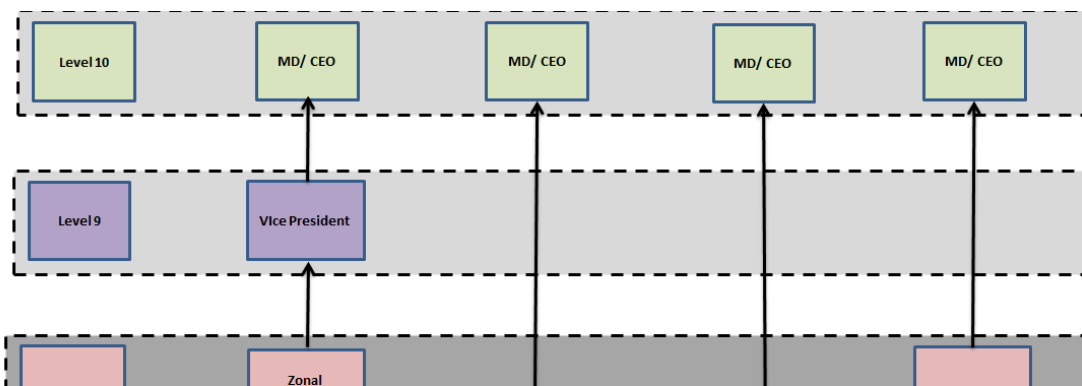 Level 10
MD/ CEO
MD/ CEO
MD/ CEO
MD/ CEO
Level 9
VIce President
Zonal